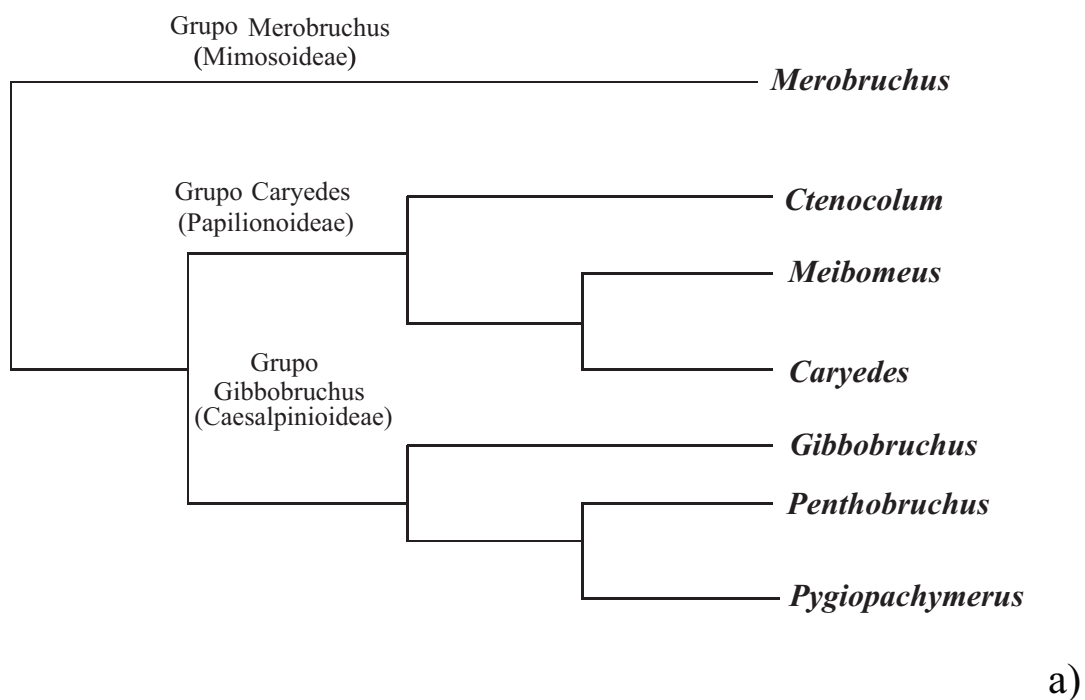 Grupo Merobruchus
(Mimosoideae)
Merobruchus
Grupo Caryedes
(Papilionoideae)
Ctenocolum
Meibomeus
Caryedes
Grupo
Gibbobruchus
(Caesalpinioideae)
Gibbobruchus
Penthobruchus
Pygiopachymerus
a)